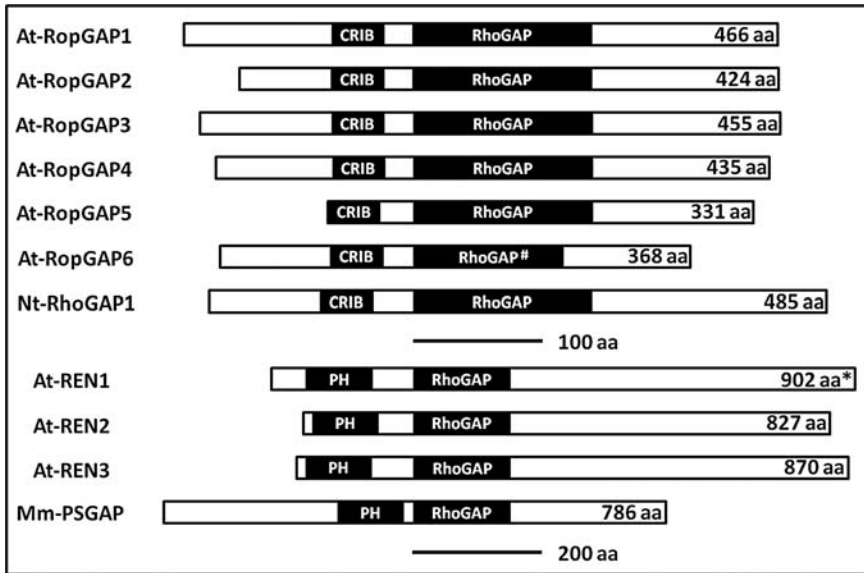 At-RopGAP1 CRIB RhoGAP 466 aa
At-RopGAP2 CRIB RhoGAP 424 aa
At-RopGAP3 CRIB RhoGAP 455 aa
At-RopGAP4 CRIB RhoGAP 435 aa
At-RopGAP5 CRIB RhoGAP 331 aa
At-RopGAP6 CRIB RhoGAP# 368 aa
Nt-RhoGAP1 CRIB RhoGAP 485 aa
100 aa
At-REN1 PH RhoGAP 902 aa*
At-REN2 PH RhoGAP 827 aa
At-REN3 PH RhoGAP 870 aa
Mm-PSGAP PH RhoGAP 786 aa
200 aa